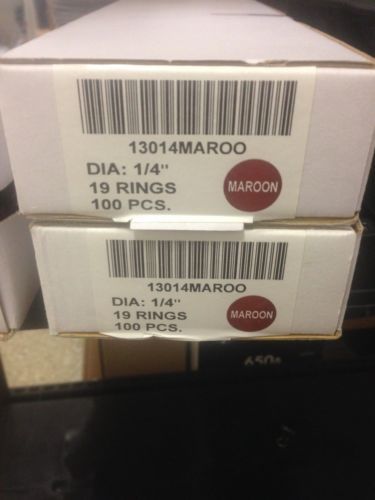 13014MAROO
DIA: 1/4"
19 RINGS
100 PCS.
MAROON
13014MAROO
DIA: 1/4"
19 RINGS
100 PCS.
MAROON